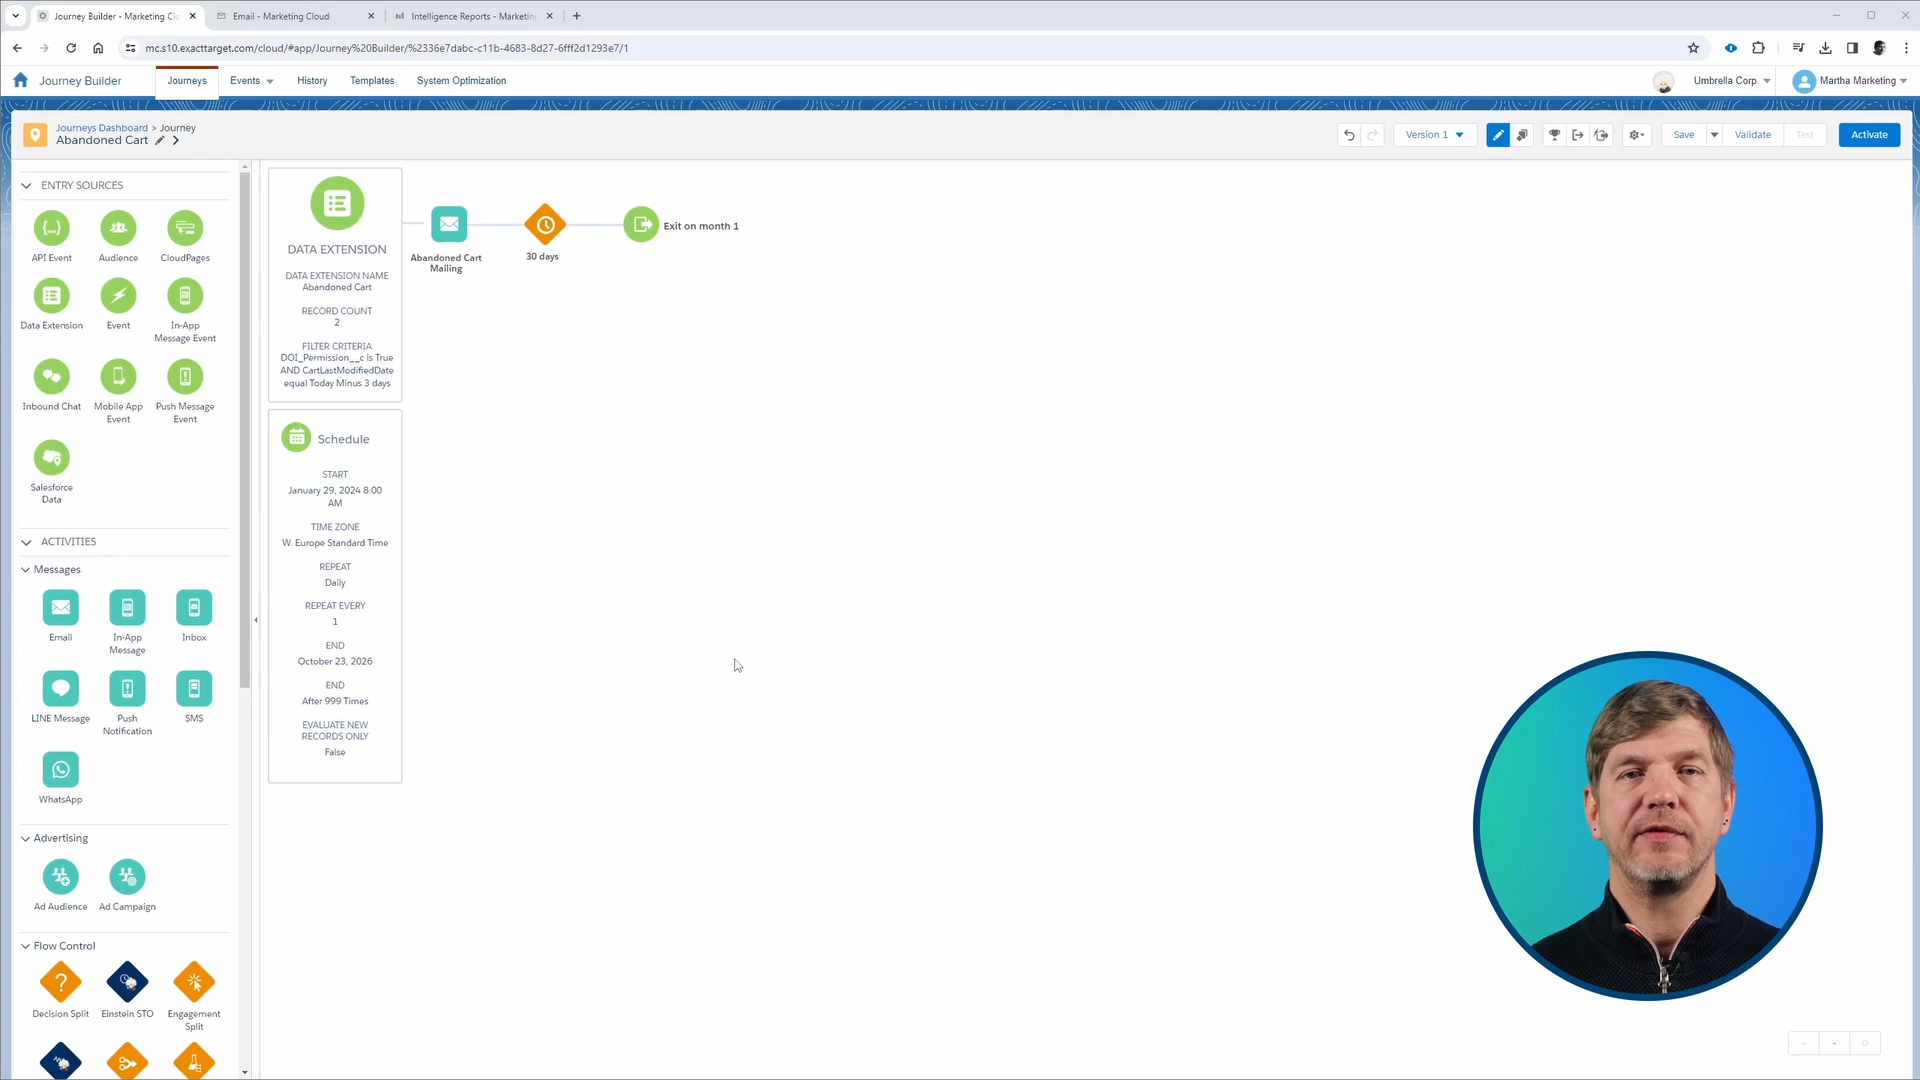 Journey Builder - Marketing Clo
Email - Marketing Cloud
Intelligence Reports - Marketin
mc.s10.exacttarget.com/cloud/#app/Journey%20Builder/%2336e7dabc-c11b-4683-8d27-6fff2d1293e7/1
Journey Builder
Journeys
Events
History
Templates
System Optimization
Umbrella Corp.
Martha Marketing
Journeys Dashboard > Journey
Abandoned Cart
Version 1
Save
Validate
Test
Activate
ENTRY SOURCES
API Event
Audience
CloudPages
Data Extension
Event
In-App
Message Event
Inbound Chat
Mobile App
Event
Push Message
Event
Salesforce
Data
ACTIVITIES
Messages
Email
In-App
Message
Inbox
LINE Message
Push
Notification
SMS
WhatsApp
Advertising
Ad Audience
Ad Campaign
Flow Control
Decision Split
Einstein STO
Engagement
Split
DATA EXTENSION
DATA EXTENSION NAME
Abandoned Cart
RECORD COUNT
2
FILTER CRITERIA
DOI_Permission__c is True
AND CartLastModifiedDate
equal Today Minus 3 days
Schedule
START
January 29, 2024 8:00
AM
TIME ZONE
W. Europe Standard Time
REPEAT
Daily
REPEAT EVERY
1
END
October 23, 2026
END
After 999 Times
EVALUATE NEW
RECORDS ONLY
False
Abandoned Cart
Mailing
30 days
Exit on month 1